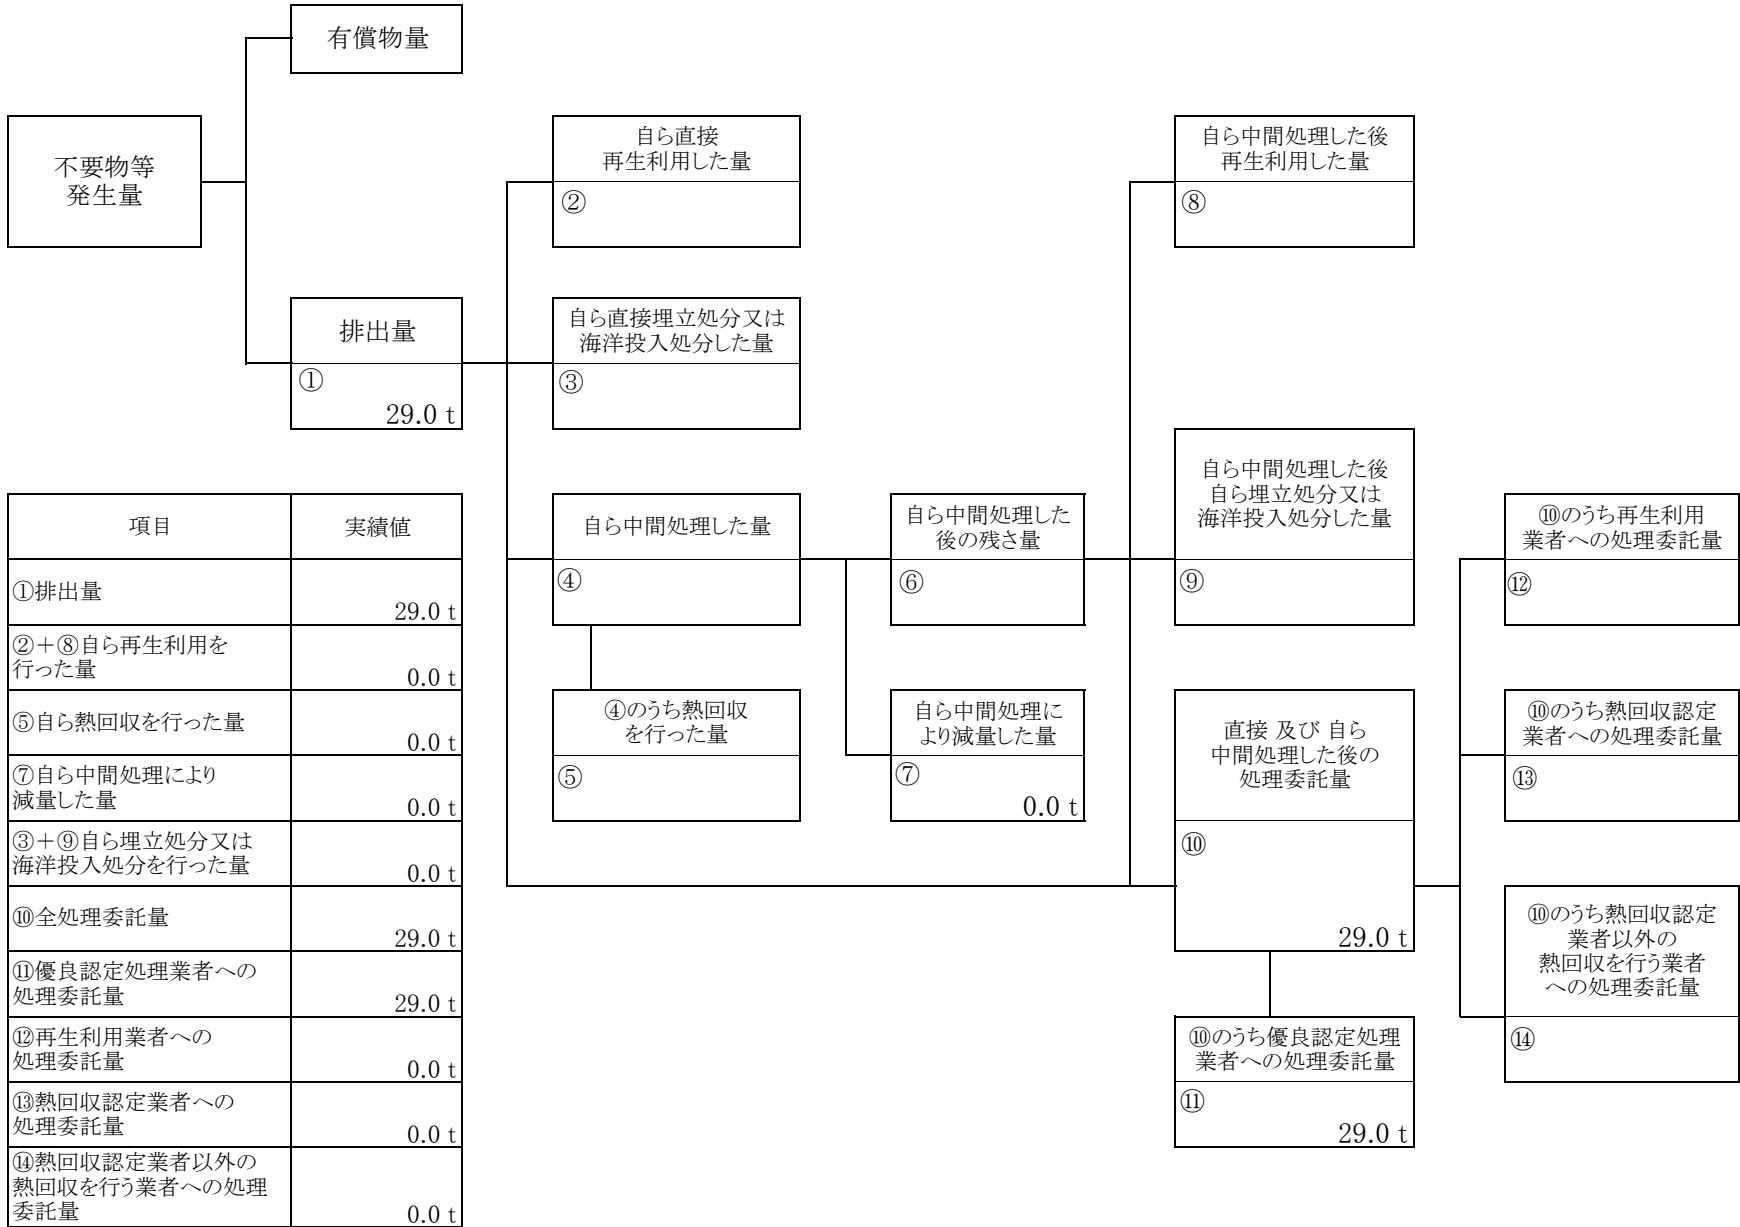 有償物量
不要物等
発生量
排出量
①
29.0 t
自ら直接
再生利用した量
②
自ら直接埋立処分又は
海洋投入処分した量
③
自ら中間処理した量
④
④のうち熱回収
を行った量
⑤
自ら中間処理した
後の残さ量
⑥
自ら中間処理に
より減量した量
⑦
0.0 t
自ら中間処理した後
再生利用した量
⑧
自ら中間処理した後
自ら埋立処分又は
海洋投入処分した量
⑨
直接 及び 自ら
中間処理した後の
処理委託量
⑩
29.0 t
⑩のうち優良認定処理
業者への処理委託量
⑪
29.0 t
⑩のうち再生利用
業者への処理委託量
⑫
⑩のうち熱回収認定
業者への処理委託量
⑬
⑩のうち熱回収認定
業者以外の
熱回収を行う業者
への処理委託量
⑭
項目 実績値
①排出量
29.0 t
②＋⑧自ら再生利用を
行った量
0.0 t
⑤自ら熱回収を行った量
0.0 t
⑦自ら中間処理により
減量した量
0.0 t
③＋⑨自ら埋立処分又は
海洋投入処分を行った量
0.0 t
⑩全処理委託量
29.0 t
⑪優良認定処理業者への
処理委託量
29.0 t
⑫再生利用業者への
処理委託量
0.0 t
⑬熱回収認定業者への
処理委託量
0.0 t
⑭熱回収認定業者以外の
熱回収を行う業者への処理
委託量
0.0 t